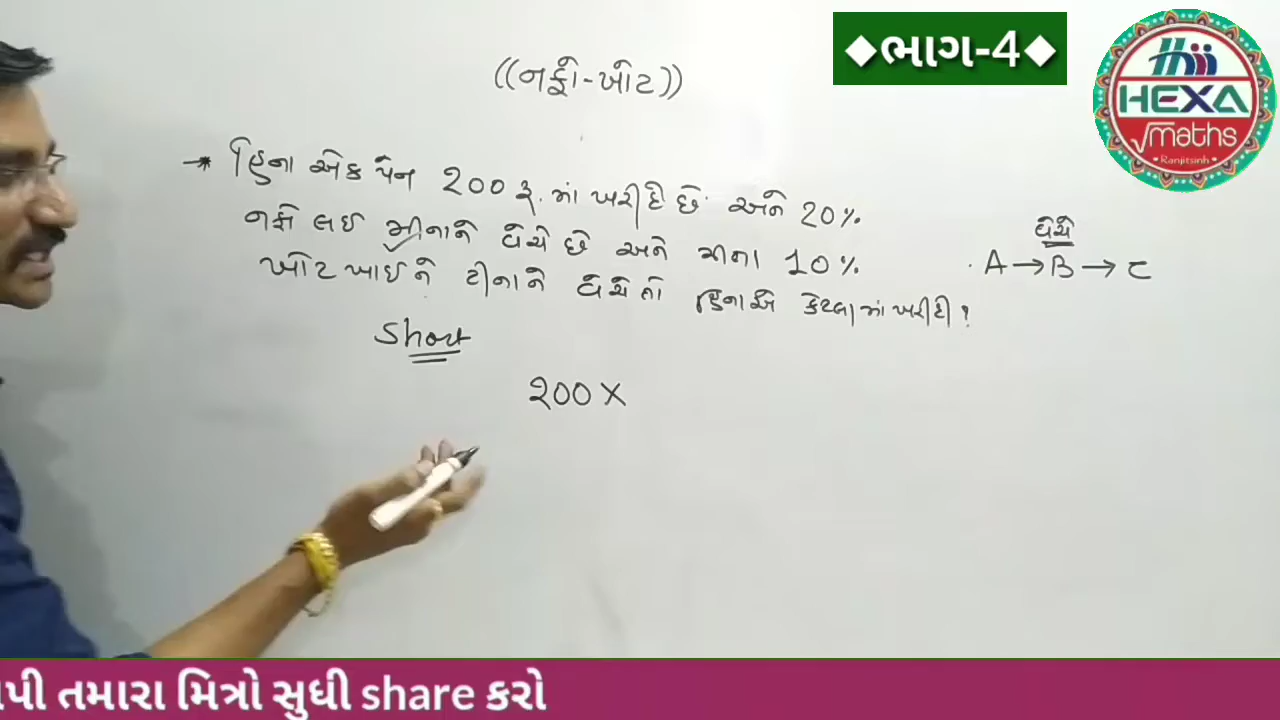 ◆ભાગ-4◆
HEXA
maths
Ranjitsinh
((નફો-ખોટ))
→ હિના એક પેન 200 રૂ. માં ખરીદે છે અને 20%
નફો લઇ મીનાને વેચે છે અને મીના 10%
ખોટ ખાઈને ટીનાને વેચે તો હિનાએ કેટલામાં ખરીદી?
વેચે
A → B → C
Short
200 X
પી તમારા મિત્રો સુધી share કરો